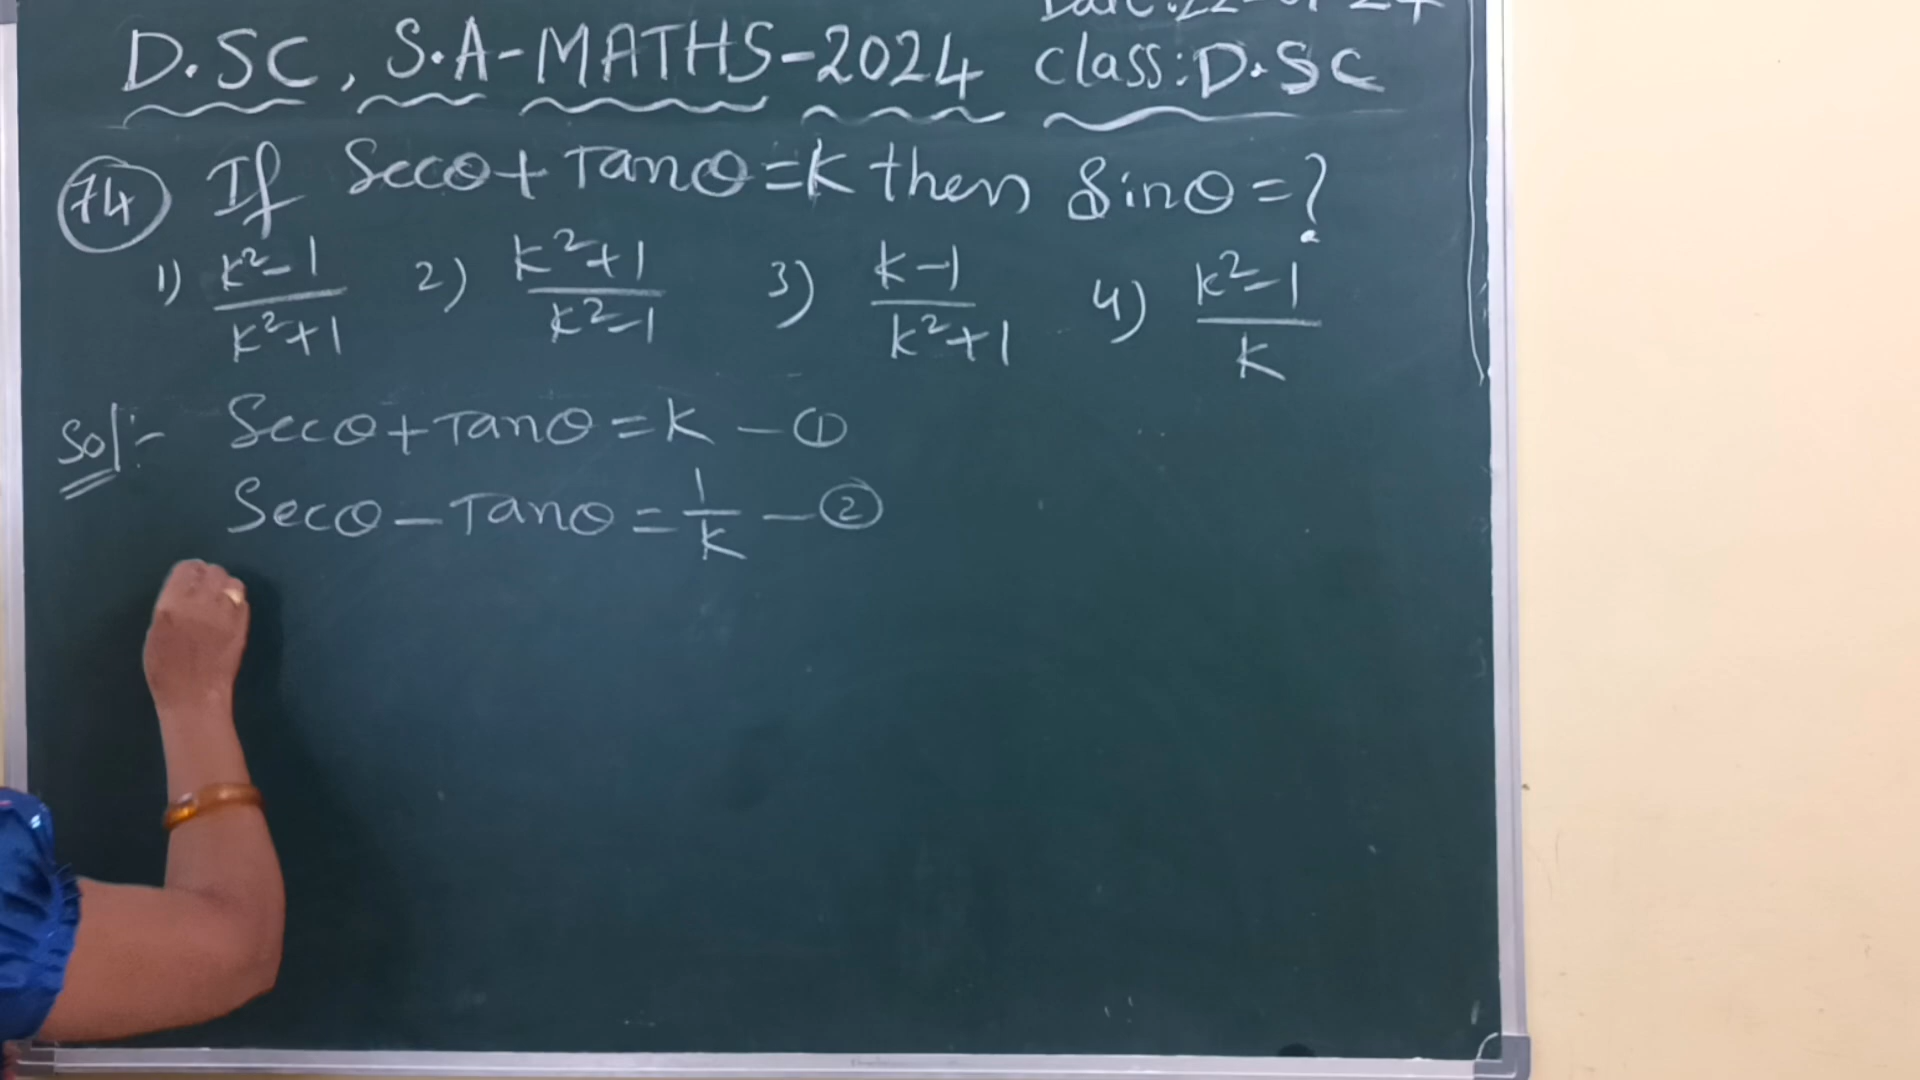 D.SC, S.A-MATHS-2024 class:D.SC
74 If Secθ+Tanθ=K then Sinθ=?
1) K²-1/K²+1 2) K²+1/K²-1 3) K-1/K²+1 4) K²-1/K
Sol:- Secθ+Tanθ=K - 1
Secθ-Tanθ=1/K - 2